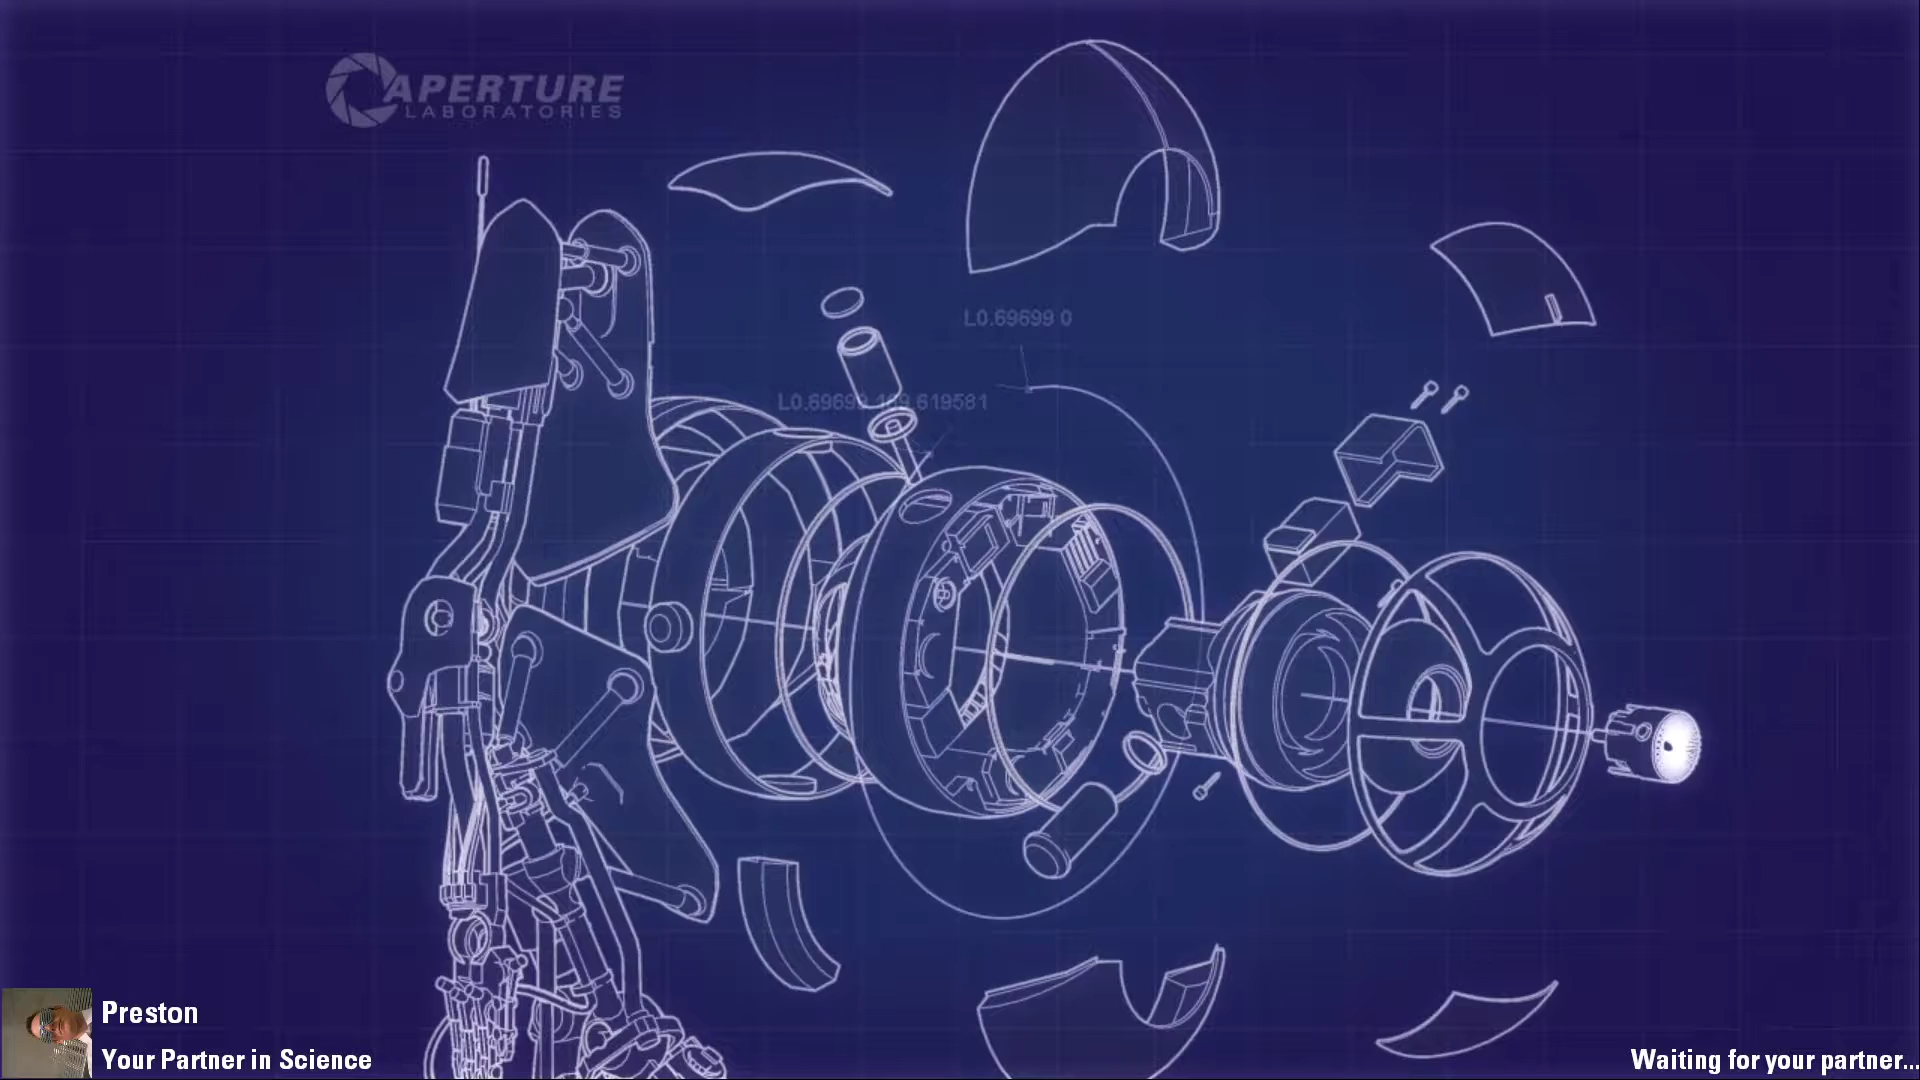 APERTURE
LABORATORIES
L0.69699 0
Preston
Your Partner in Science
Waiting for your partner...